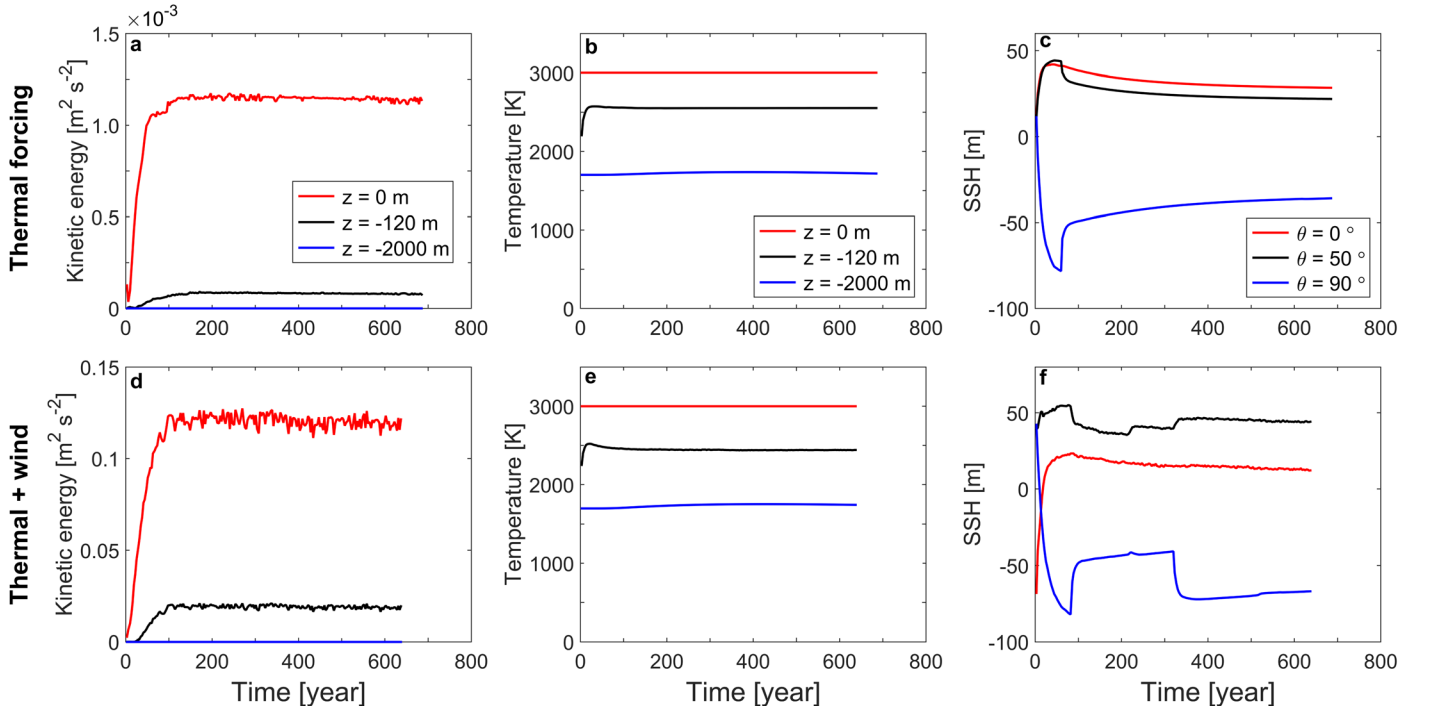 ×10⁻³
Thermal forcing
a
Kinetic energy [m² s⁻²]
1.5
1.0
0.5
0
0 200 400 600 800
z = 0 m
z = -120 m
z = -2000 m
b
Temperature [K]
3000
2000
1000
0
0 200 400 600 800
z = 0 m
z = -120 m
z = -2000 m
c
SSH [m]
50
0
-50
-100
0 200 400 600 800
θ = 0 °
θ = 50 °
θ = 90 °
Thermal + wind
d
Kinetic energy [m² s⁻²]
0.15
0.1
0.05
0
0 200 400 600 800
Time [year]
e
Temperature [K]
3000
2000
1000
0
0 200 400 600 800
Time [year]
f
SSH [m]
50
0
-50
-100
0 200 400 600 800
Time [year]